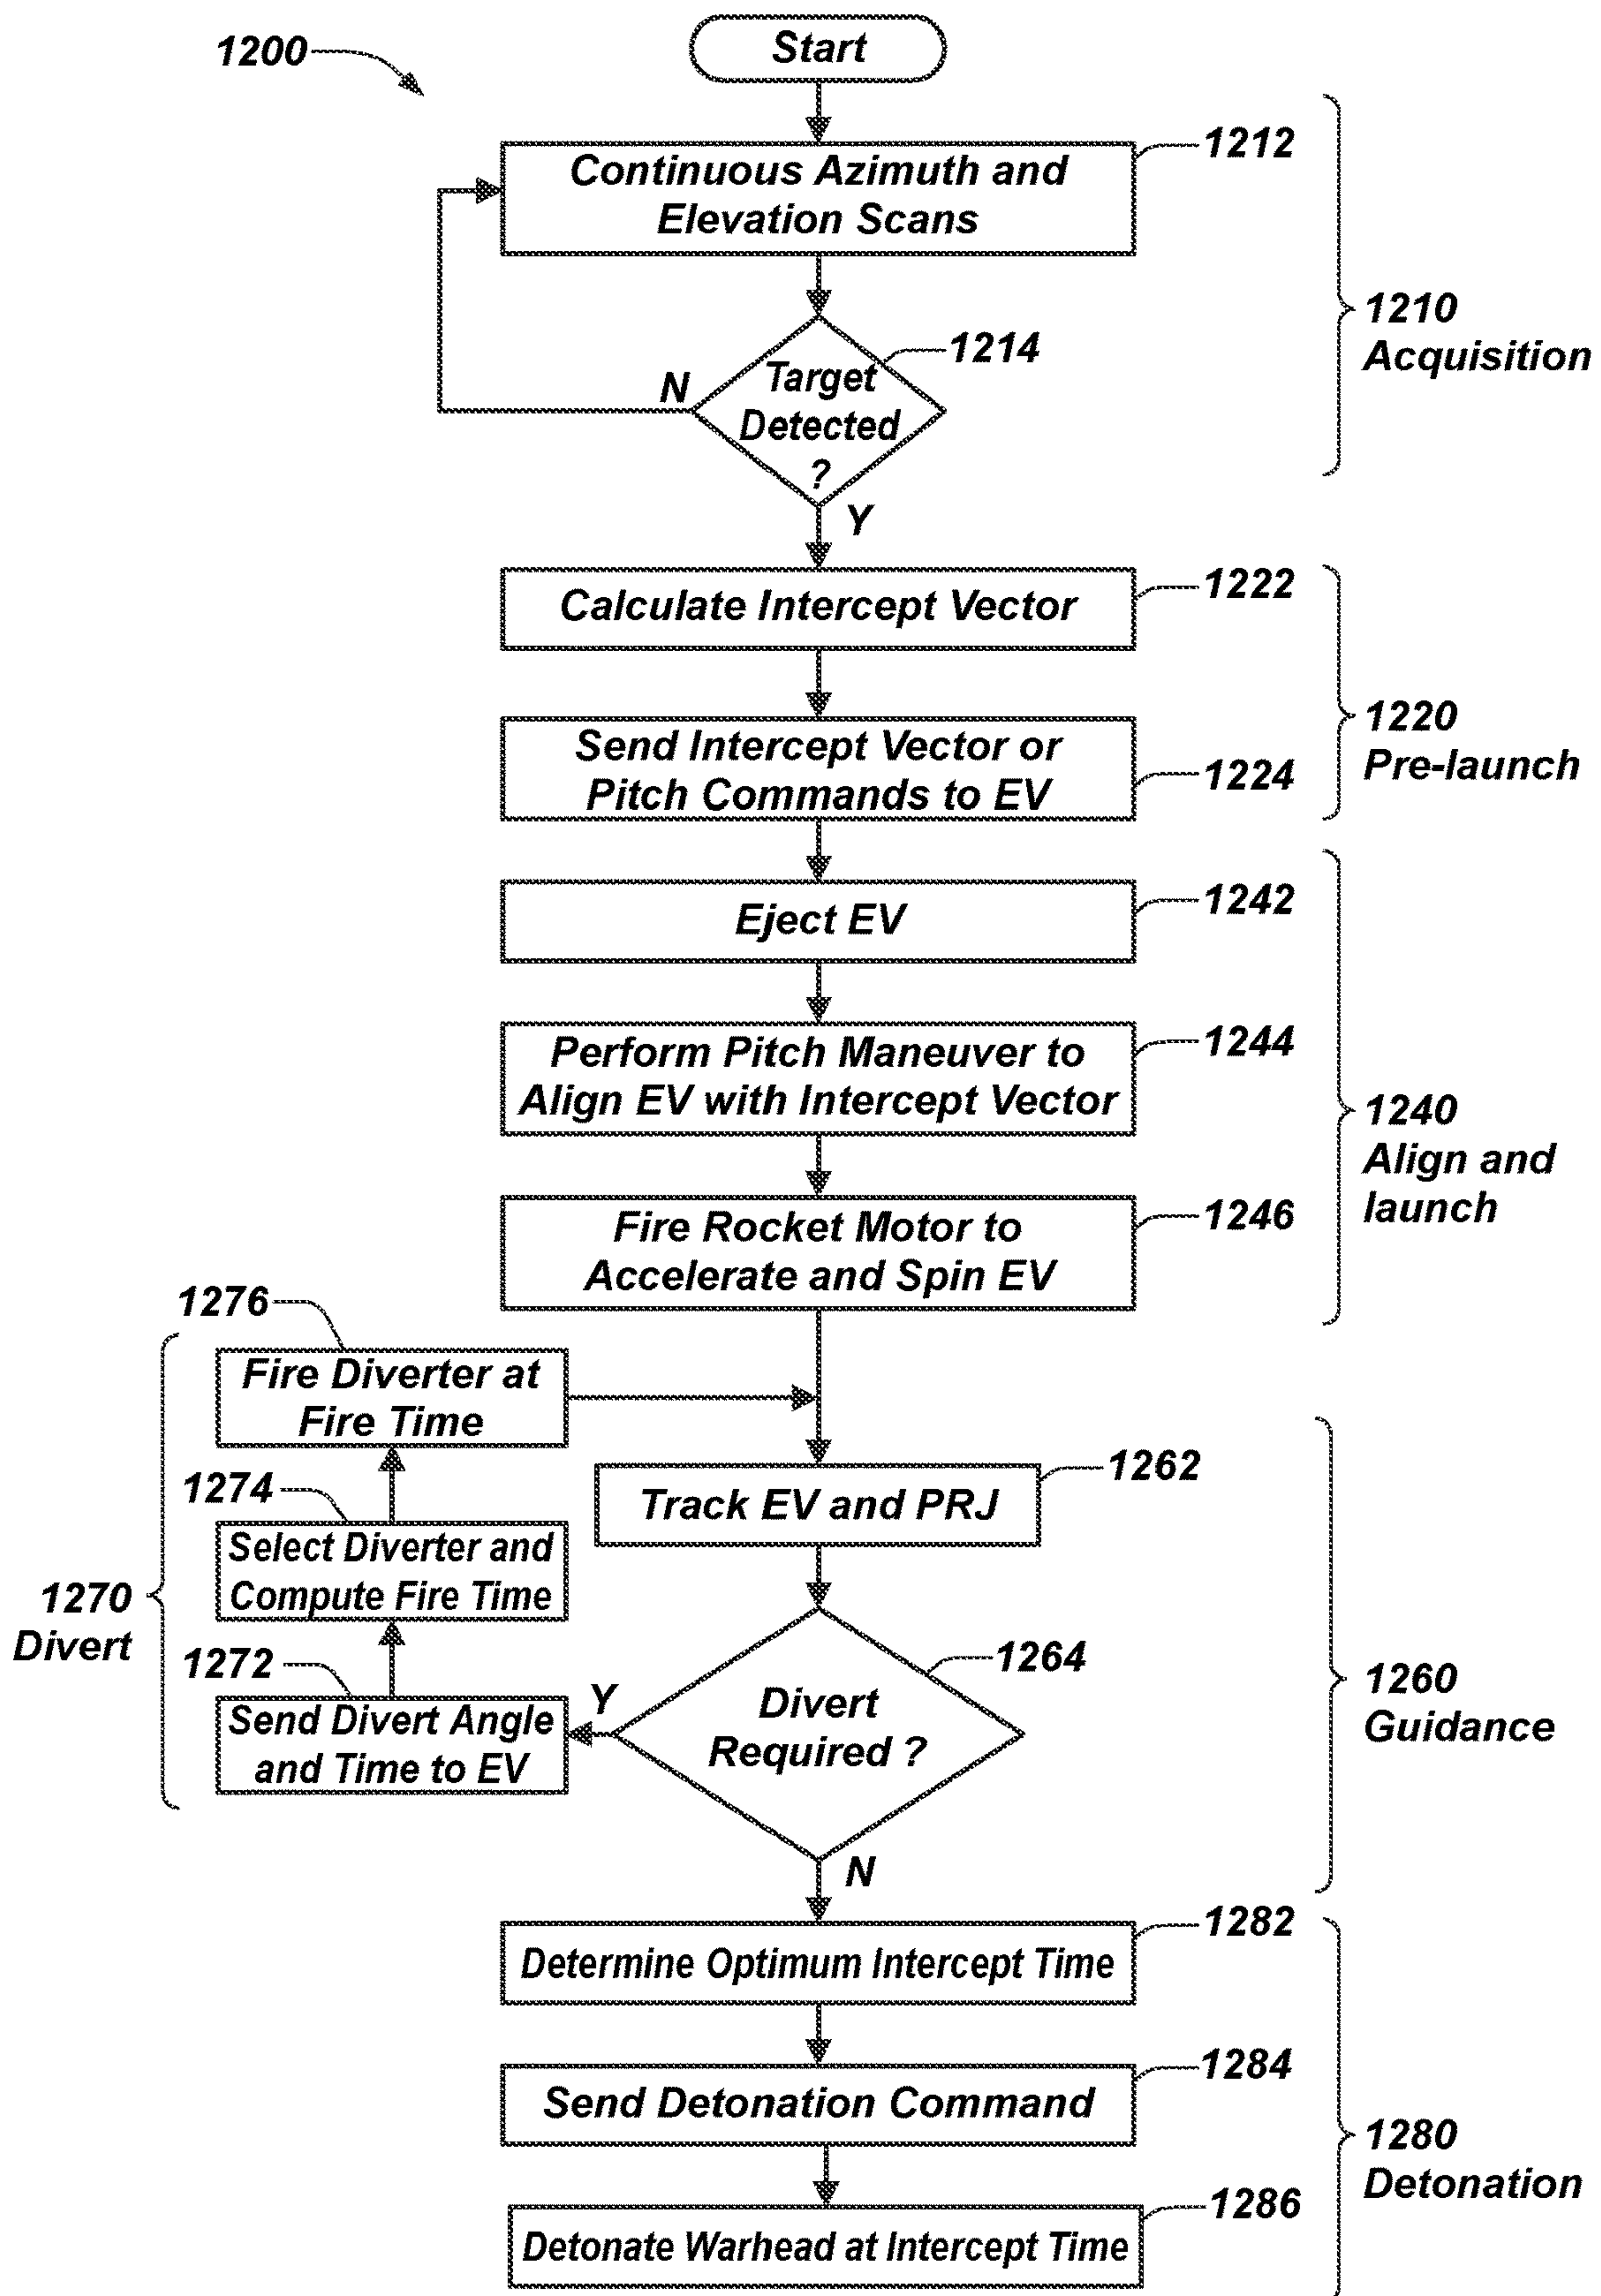 1200
Start
1212
Continuous Azimuth and
Elevation Scans
1210
Acquisition
1214
Target
Detected
?
N
Y
1222
Calculate Intercept Vector
1220
Pre-launch
Send Intercept Vector or
Pitch Commands to EV
1224
1242
Eject EV
1244
Perform Pitch Maneuver to
Align EV with Intercept Vector
1240
Align and
launch
1246
Fire Rocket Motor to
Accelerate and Spin EV
1276
Fire Diverter at
Fire Time
1274
Select Diverter and
Compute Fire Time
1270
Divert
1272
Send Divert Angle
and Time to EV
1262
Track EV and PRJ
1264
Divert
Required ?
Y
N
1260
Guidance
1282
Determine Optimum Intercept Time
1284
Send Detonation Command
1280
Detonation
1286
Detonate Warhead at Intercept Time